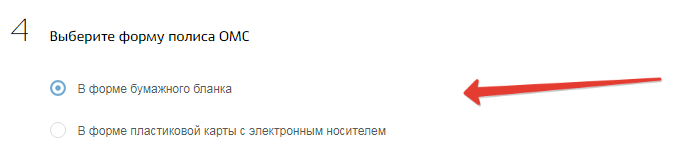 4 Выберите форму полиса ОМС
В форме бумажного бланка
В форме пластиковой карты с электронным носителем